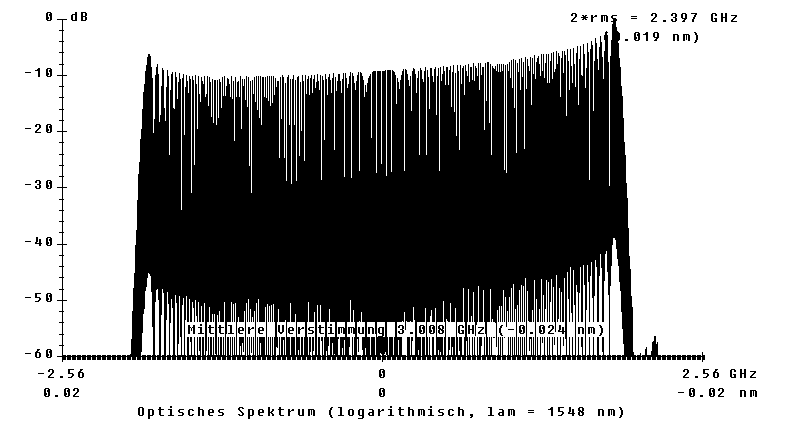 0 dB
2*rms = 2.397 GHz
.019 nm)
-10
-20
-30
-40
-50
Mittlere Verstimmung 3.008 GHz (-0.024 nm)
-60
-2.56 0 2.56 GHz
0.02 0 -0.02 nm
Optisches Spektrum (logarithmisch, lam = 1548 nm)